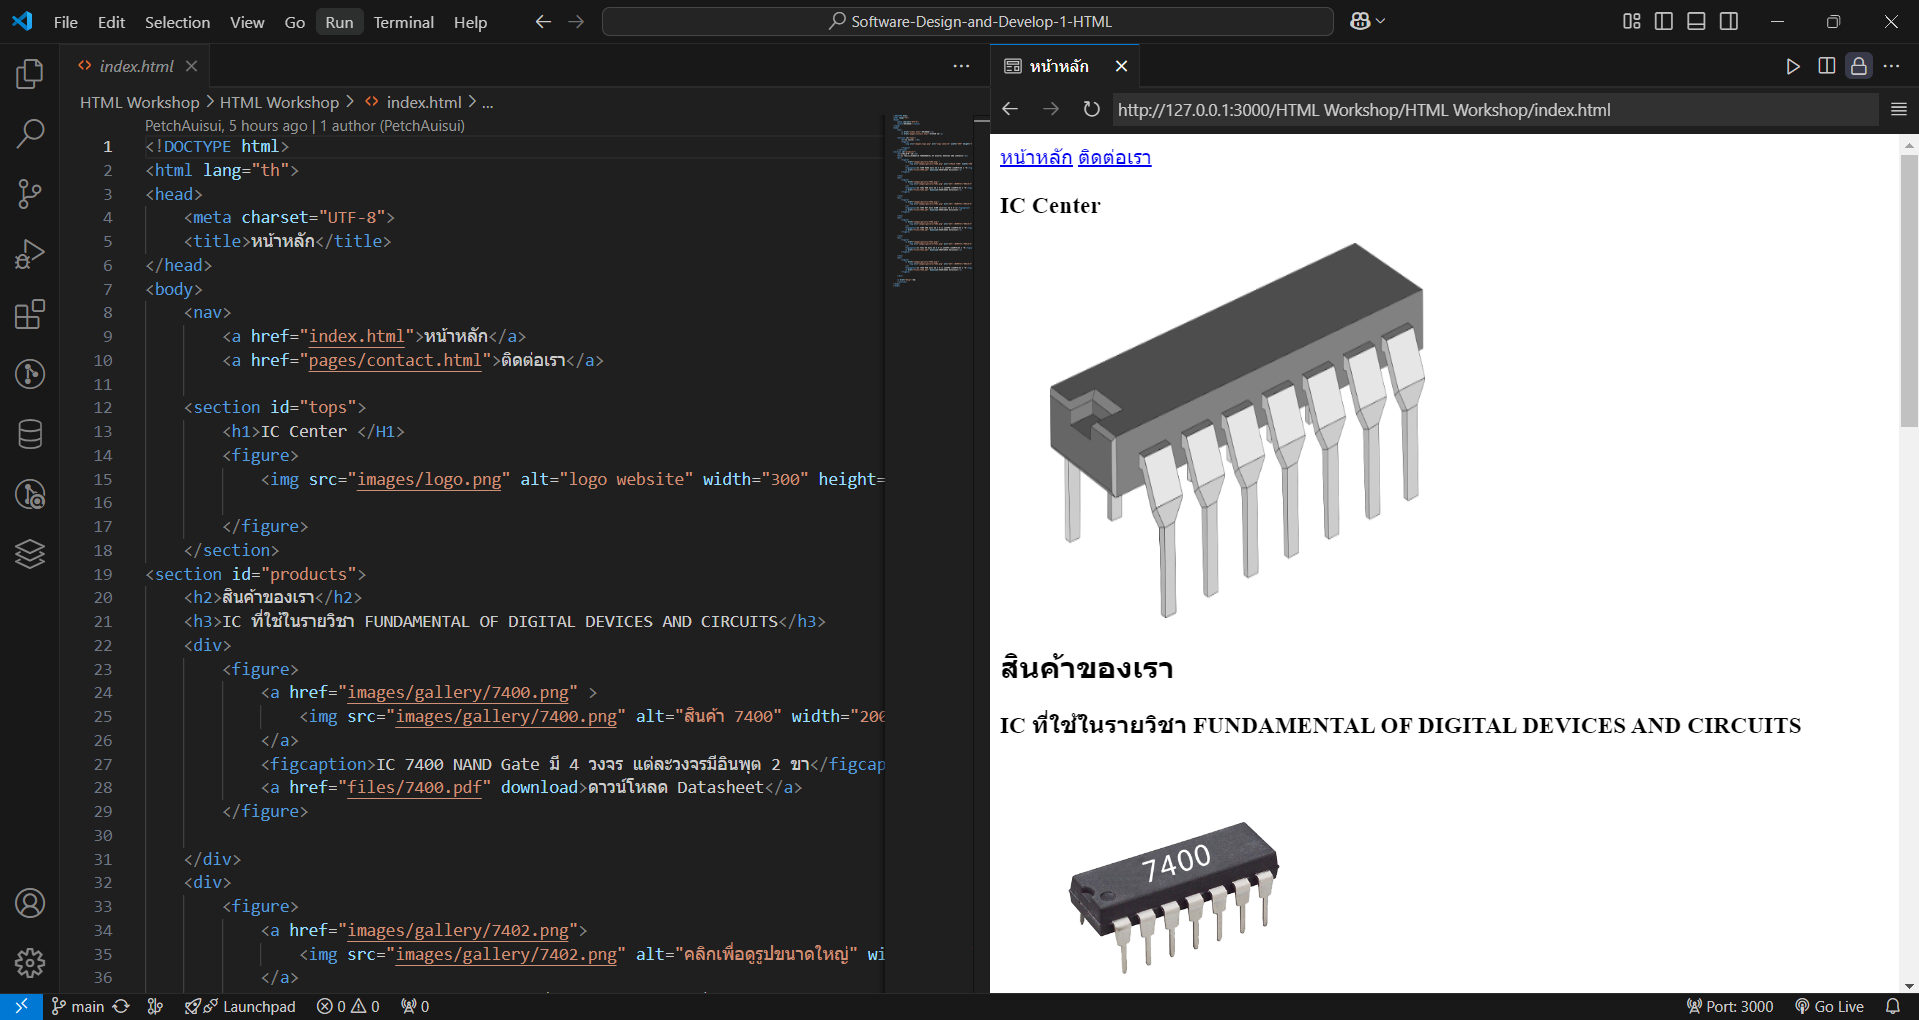 File Edit Selection View Go Run Terminal Help
Software-Design-and-Develop-1-HTML
index.html
HTML Workshop > HTML Workshop > index.html > ...
PetchAuisui, 5 hours ago | 1 author (PetchAuisui)
1 <!DOCTYPE html>
2 <html lang="th">
3 <head>
4 <meta charset="UTF-8">
5 <title>หน้าหลัก</title>
6 </head>
7 <body>
8 <nav>
9 <a href="index.html">หน้าหลัก</a>
10 <a href="pages/contact.html">ติดต่อเรา</a>
11
12 <section id="tops">
13 <h1>IC Center </H1>
14 <figure>
15 <img src="images/logo.png" alt="logo website" width="300" height=
16
17 </figure>
18 </section>
19 <section id="products">
20 <h2>สินค้าของเรา</h2>
21 <h3>IC ที่ใช้ในรายวิชา FUNDAMENTAL OF DIGITAL DEVICES AND CIRCUITS</h3>
22 <div>
23 <figure>
24 <a href="images/gallery/7400.png" >
25 <img src="images/gallery/7400.png" alt="สินค้า 7400" width="200
26 </a>
27 <figcaption>IC 7400 NAND Gate มี 4 วงจร แต่ละวงจรมีอินพุต 2 ขา</figcap
28 <a href="files/7400.pdf" download>ดาวน์โหลด Datasheet</a>
29 </figure>
30
31 </div>
32 <div>
33 <figure>
34 <a href="images/gallery/7402.png">
35 <img src="images/gallery/7402.png" alt="คลิกเพื่อดูรูปขนาดใหญ่" wi
36 </a>
หน้าหลัก
http://127.0.0.1:3000/HTML Workshop/HTML Workshop/index.html
หน้าหลัก ติดต่อเรา
IC Center
สินค้าของเรา
IC ที่ใช้ในรายวิชา FUNDAMENTAL OF DIGITAL DEVICES AND CIRCUITS
7400
main Launchpad 0 0 0 Port: 3000 Go Live